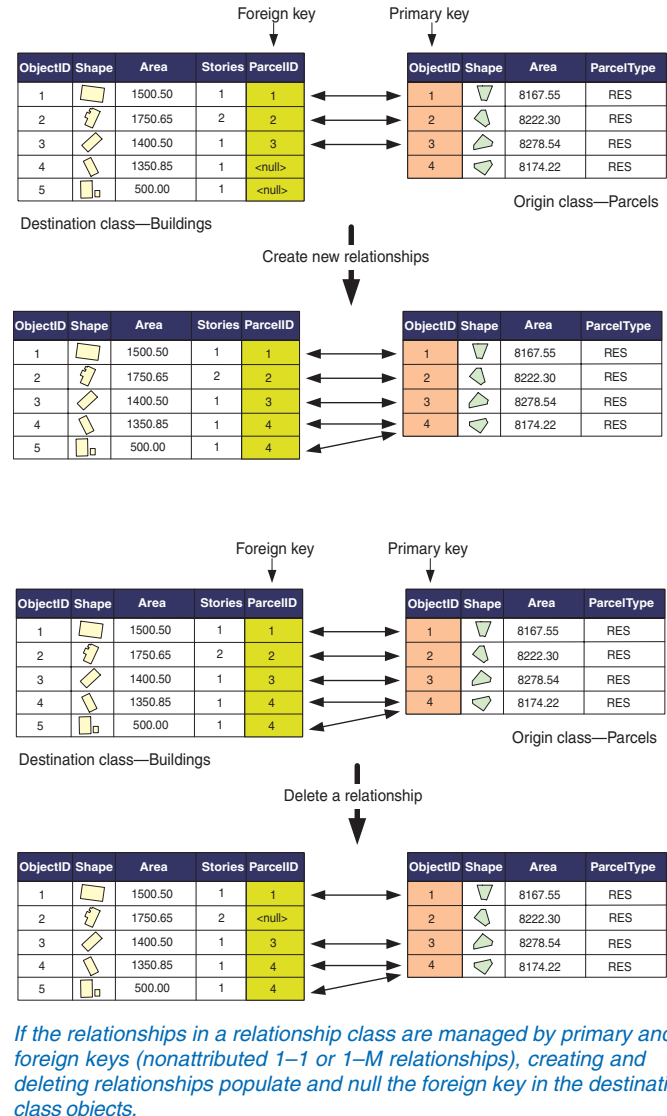 Foreign key Primary key
ObjectID Shape Area Stories ParcelID ObjectID Shape Area ParcelType
1 1500.50 1 1 1 8167.55 RES
2 1750.65 2 2 2 8222.30 RES
3 1400.50 1 3 3 8278.54 RES
4 1350.85 1 <null> 4 8174.22 RES
5 500.00 1 <null>
Origin class—Parcels
Destination class—Buildings
Create new relationships
ObjectID Shape Area Stories ParcelID ObjectID Shape Area ParcelType
1 1500.50 1 1 1 8167.55 RES
2 1750.65 2 2 2 8222.30 RES
3 1400.50 1 3 3 8278.54 RES
4 1350.85 1 4 4 8174.22 RES
5 500.00 1 4
Foreign key Primary key
ObjectID Shape Area Stories ParcelID ObjectID Shape Area ParcelType
1 1500.50 1 1 1 8167.55 RES
2 1750.65 2 2 2 8222.30 RES
3 1400.50 1 3 3 8278.54 RES
4 1350.85 1 4 4 8174.22 RES
5 500.00 1 4
Origin class—Parcels
Destination class—Buildings
Delete a relationship
ObjectID Shape Area Stories ParcelID ObjectID Shape Area ParcelType
1 1500.50 1 1 1 8167.55 RES
2 1750.65 2 <null> 2 8222.30 RES
3 1400.50 1 3 3 8278.54 RES
4 1350.85 1 4 4 8174.22 RES
5 500.00 1 4
If the relationships in a relationship class are managed by primary and
foreign keys (nonattributed 1–1 or 1–M relationships), creating and
deleting relationships populate and null the foreign key in the destinati
class objects.